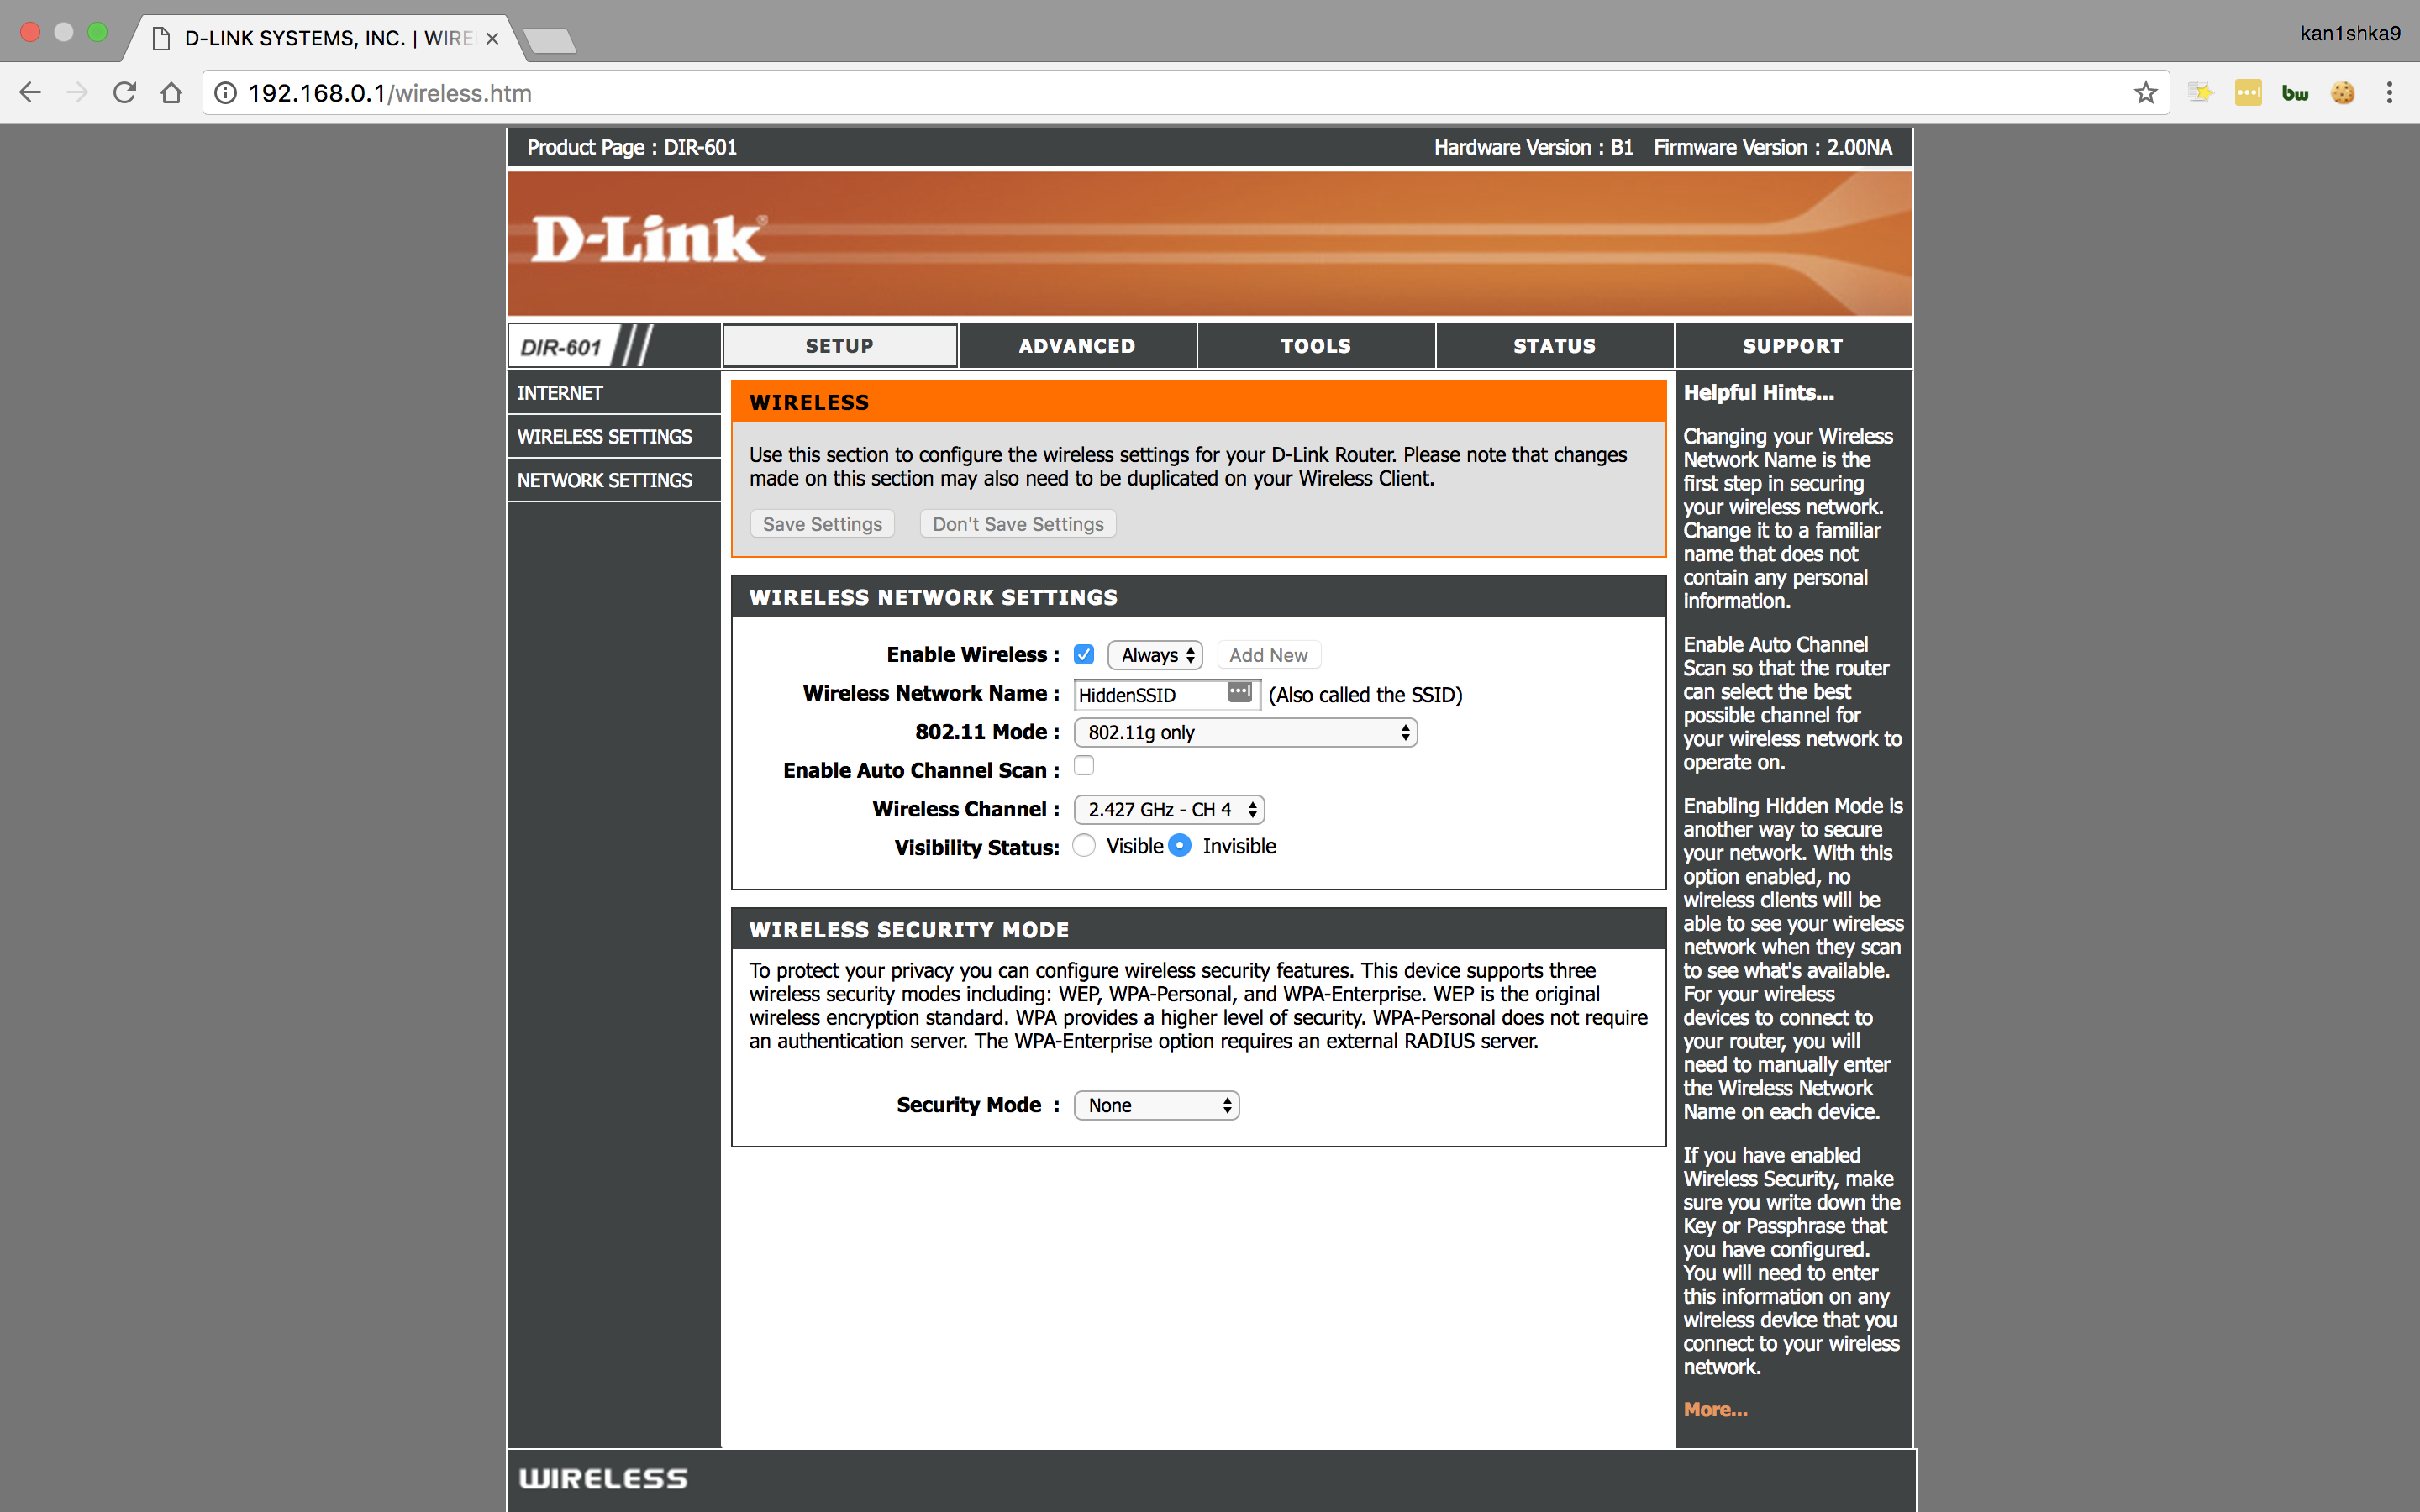 D-LINK SYSTEMS, INC. | WIRE
kan1shka9
192.168.0.1/wireless.htm
bw
Product Page : DIR-601
Hardware Version : B1 Firmware Version : 2.00NA
D-Link®
DIR-601
SETUP
ADVANCED
TOOLS
STATUS
SUPPORT
INTERNET
WIRELESS SETTINGS
NETWORK SETTINGS
WIRELESS
Use this section to configure the wireless settings for your D-Link Router. Please note that changes
made on this section may also need to be duplicated on your Wireless Client.
Save Settings
Don't Save Settings
WIRELESS NETWORK SETTINGS
Enable Wireless : Always Add New
Wireless Network Name : HiddenSSID (Also called the SSID)
802.11 Mode : 802.11g only
Enable Auto Channel Scan :
Wireless Channel : 2.427 GHz - CH 4
Visibility Status: Visible Invisible
WIRELESS SECURITY MODE
To protect your privacy you can configure wireless security features. This device supports three
wireless security modes including: WEP, WPA-Personal, and WPA-Enterprise. WEP is the original
wireless encryption standard. WPA provides a higher level of security. WPA-Personal does not require
an authentication server. The WPA-Enterprise option requires an external RADIUS server.
Security Mode : None
Helpful Hints...
Changing your Wireless
Network Name is the
first step in securing
your wireless network.
Change it to a familiar
name that does not
contain any personal
information.
Enable Auto Channel
Scan so that the router
can select the best
possible channel for
your wireless network to
operate on.
Enabling Hidden Mode is
another way to secure
your network. With this
option enabled, no
wireless clients will be
able to see your wireless
network when they scan
to see what's available.
For your wireless
devices to connect to
your router, you will
need to manually enter
the Wireless Network
Name on each device.
If you have enabled
Wireless Security, make
sure you write down the
Key or Passphrase that
you have configured.
You will need to enter
this information on any
wireless device that you
connect to your wireless
network.
More...
WIRELESS